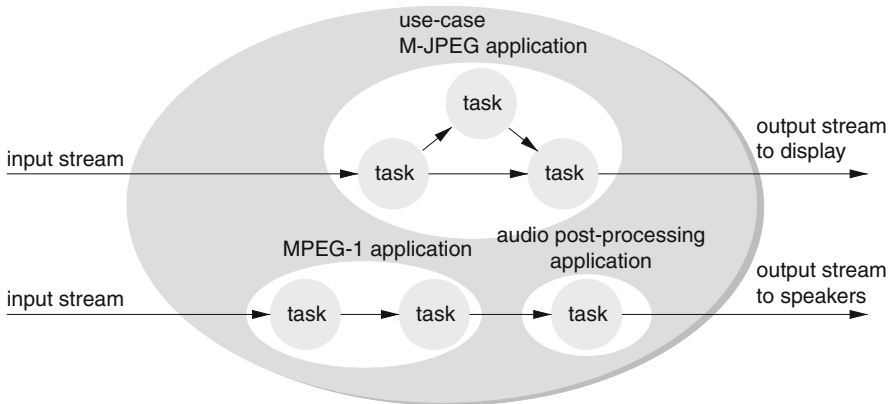 use-case
M-JPEG application
task
input stream
task
task
output stream
to display
MPEG-1 application
audio post-processing
application
input stream
task
task
task
output stream
to speakers